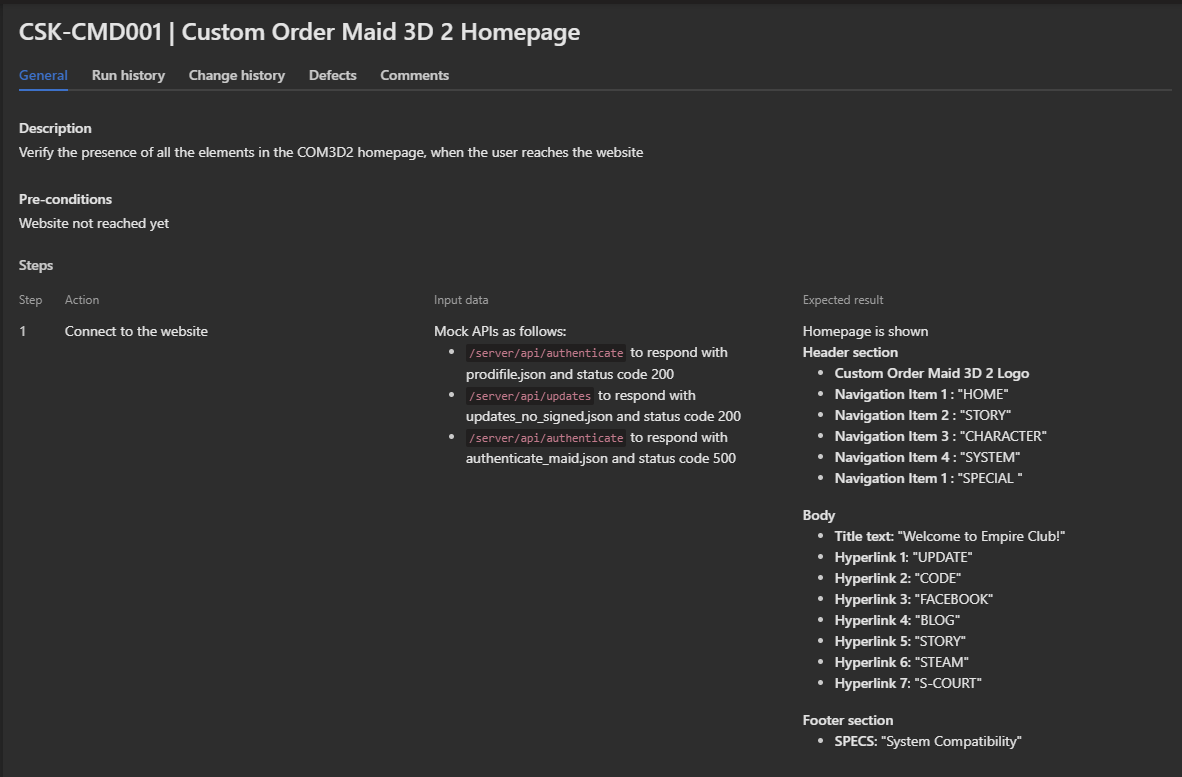 CSK-CMD001 | Custom Order Maid 3D 2 Homepage
General Run history Change history Defects Comments
Description
Verify the presence of all the elements in the COM3D2 homepage, when the user reaches the website
Pre-conditions
Website not reached yet
Steps
Step Action Input data Expected result
1 Connect to the website
Mock APIs as follows:
• /server/api/authenticate to respond with
prodifile.json and status code 200
• /server/api/updates to respond with
updates_no_signed.json and status code 200
• /server/api/authenticate to respond with
authenticate_maid.json and status code 500
Homepage is shown
Header section
• Custom Order Maid 3D 2 Logo
• Navigation Item 1 : "HOME"
• Navigation Item 2 : "STORY"
• Navigation Item 3 : "CHARACTER"
• Navigation Item 4 : "SYSTEM"
• Navigation Item 1 : "SPECIAL "
Body
• Title text: "Welcome to Empire Club!"
• Hyperlink 1: "UPDATE"
• Hyperlink 2: "CODE"
• Hyperlink 3: "FACEBOOK"
• Hyperlink 4: "BLOG"
• Hyperlink 5: "STORY"
• Hyperlink 6: "STEAM"
• Hyperlink 7: "S-COURT"
Footer section
• SPECS: "System Compatibility"